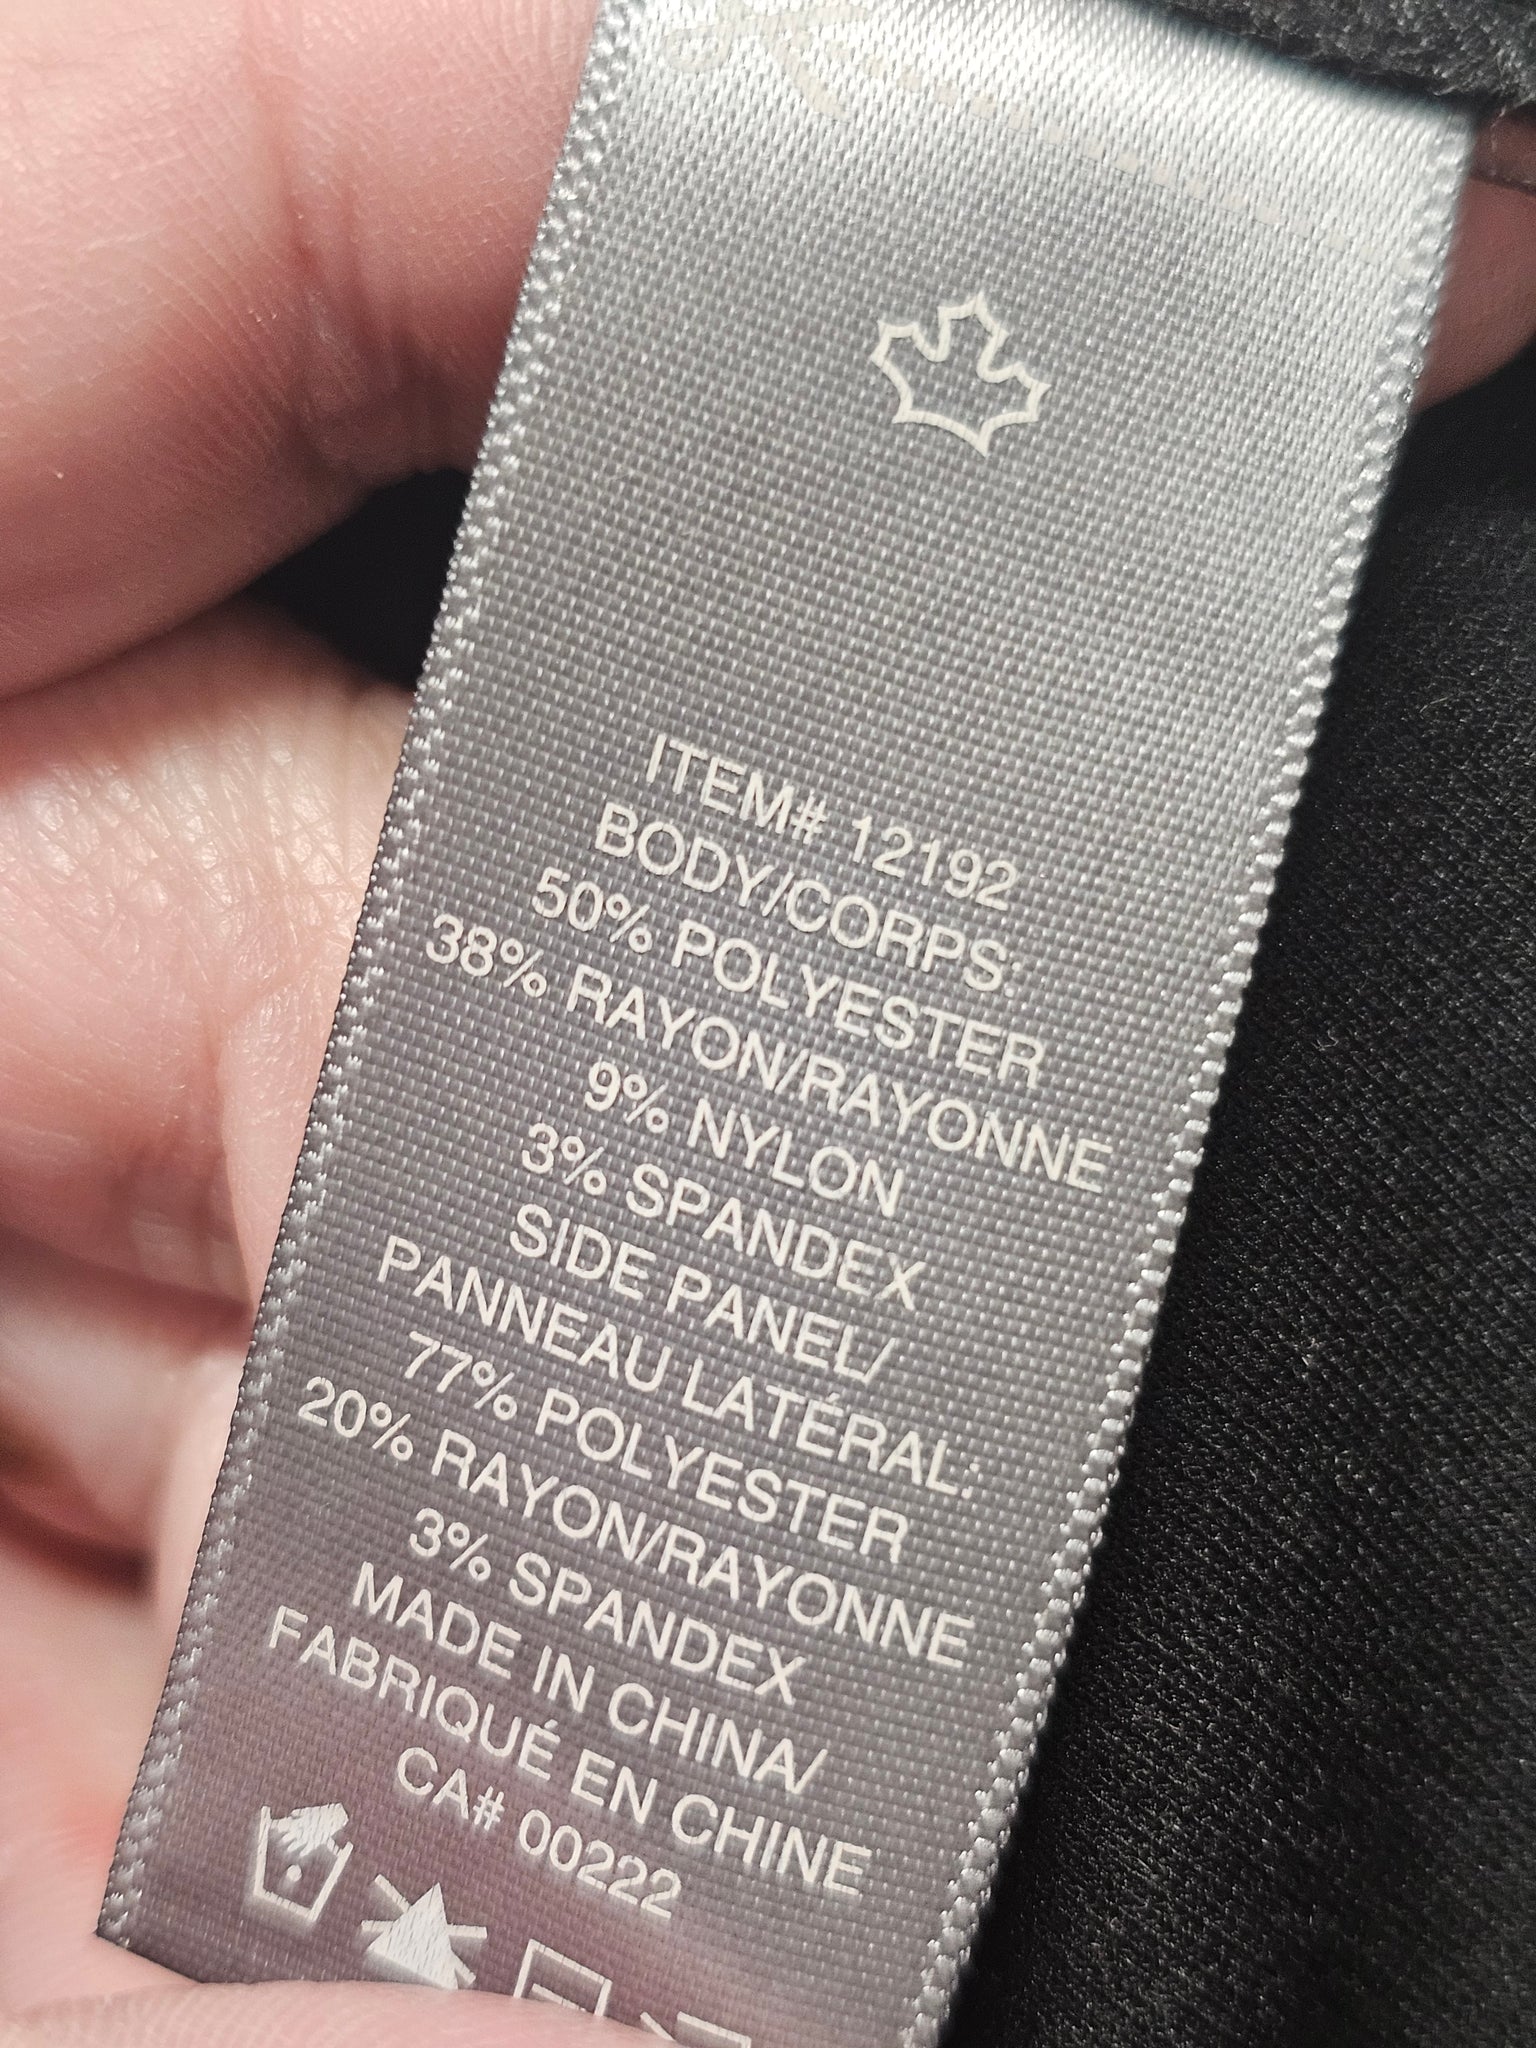 ITEM# 12192
BODY/CORPS:
50% POLYESTER
38% RAYON/RAYONNE
9% NYLON
3% SPANDEX
SIDE PANEL/
PANNEAU LATÉRAL:
77% POLYESTER
20% RAYON/RAYONNE
3% SPANDEX
MADE IN CHINA/
FABRIQUÉ EN CHINE
CA# 00222